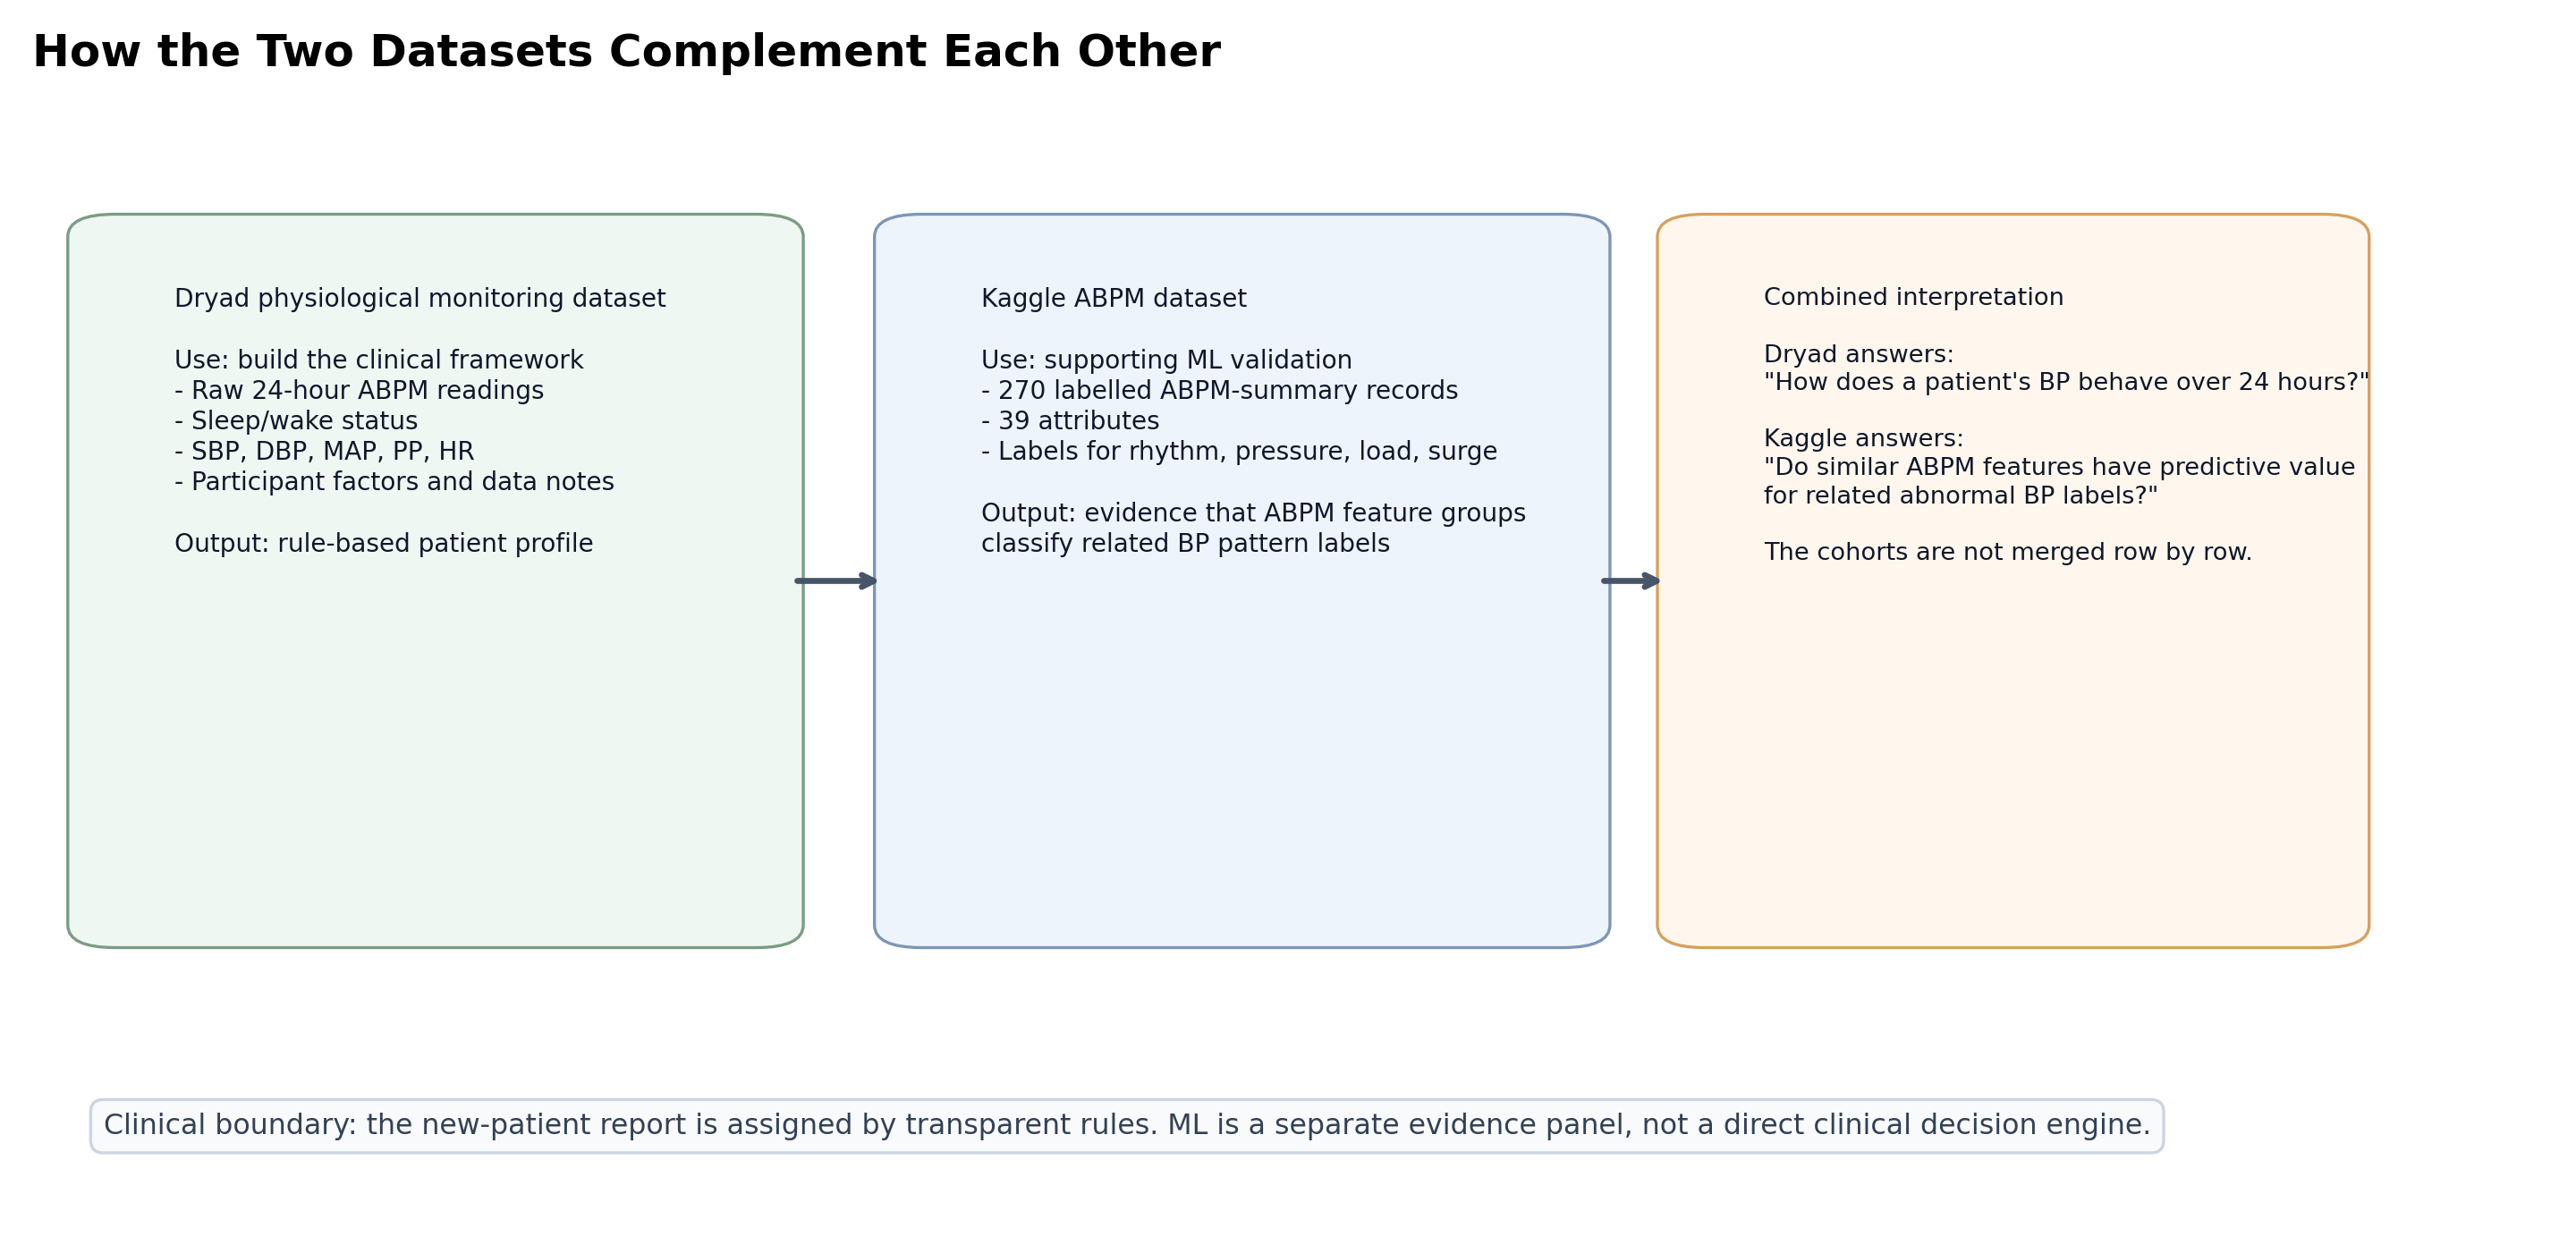 How the Two Datasets Complement Each Other
Dryad physiological monitoring dataset
Use: build the clinical framework
- Raw 24-hour ABPM readings
- Sleep/wake status
- SBP, DBP, MAP, PP, HR
- Participant factors and data notes
Output: rule-based patient profile
Kaggle ABPM dataset
Use: supporting ML validation
- 270 labelled ABPM-summary records
- 39 attributes
- Labels for rhythm, pressure, load, surge
Output: evidence that ABPM feature groups
classify related BP pattern labels
Combined interpretation
Dryad answers:
"How does a patient's BP behave over 24 hours?"
Kaggle answers:
"Do similar ABPM features have predictive value
for related abnormal BP labels?"
The cohorts are not merged row by row.
Clinical boundary: the new-patient report is assigned by transparent rules. ML is a separate evidence panel, not a direct clinical decision engine.